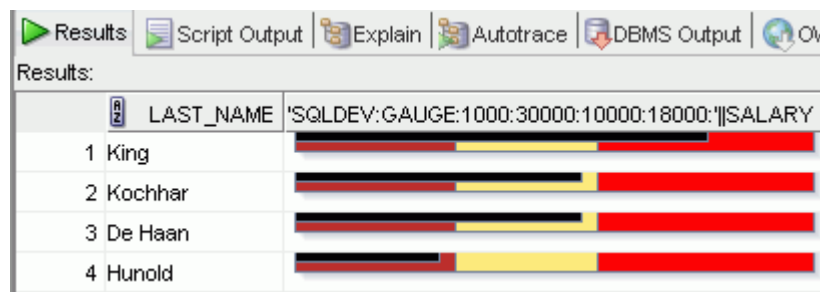 Results Script Output Explain Autotrace DBMS Output OW
Results:
LAST_NAME 'SQLDEV:GAUGE:1000:30000:10000:18000:'||SALARY
1 King
2 Kochhar
3 De Haan
4 Hunold